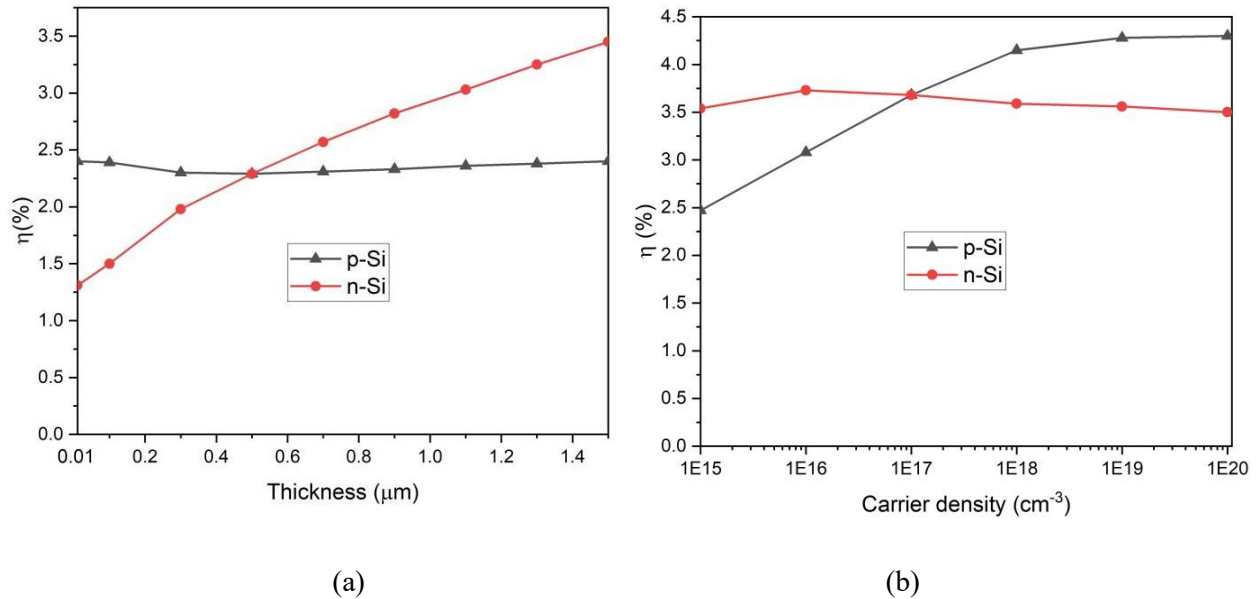 3.5
3.0
2.5
2.0
1.5
1.0
0.5
0.0
η(%)
p-Si
n-Si
0.01 0.2 0.4 0.6 0.8 1.0 1.2 1.4
Thickness (μm)
(a)
4.5
4.0
3.5
3.0
2.5
2.0
1.5
1.0
0.5
0.0
η (%)
p-Si
n-Si
1E15 1E16 1E17 1E18 1E19 1E20
Carrier density (cm⁻³)
(b)